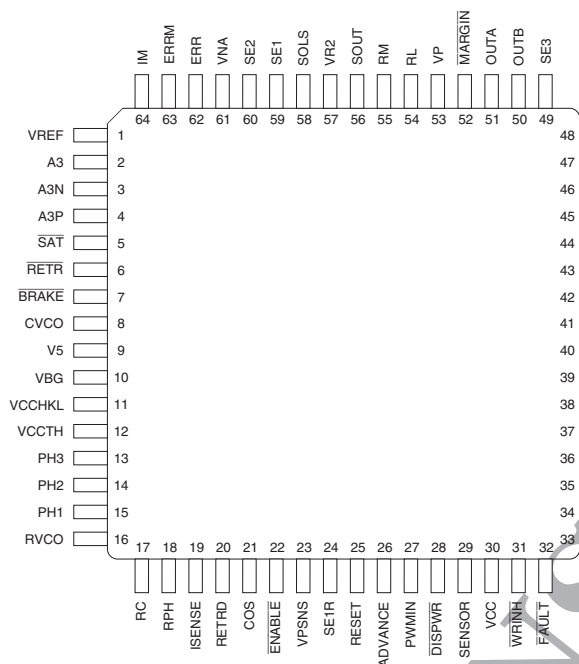 IM ERRM ERR VNA SE2 SE1 SOLS VR2 SOUT RM RL VP MARGIN OUTA OUTB SE3
64 63 62 61 60 59 58 57 56 55 54 53 52 51 50 49
VREF 1 48
A3 2 47
A3N 3 46
A3P 4 45
SAT 5 44
RETR 6 43
BRAKE 7 42
CVCO 8 41
V5 9 40
VBG 10 39
VCCHKL 11 38
VCCTH 12 37
PH3 13 36
PH2 14 35
PH1 15 34
RVCO 16 33
17 18 19 20 21 22 23 24 25 26 27 28 29 30 31 32
RC RPH ISENSE RETRD COS ENABLE VPSNS SE1R RESET ADVANCE PWMIN DISPWR SENSOR VCC WRINH FAULT